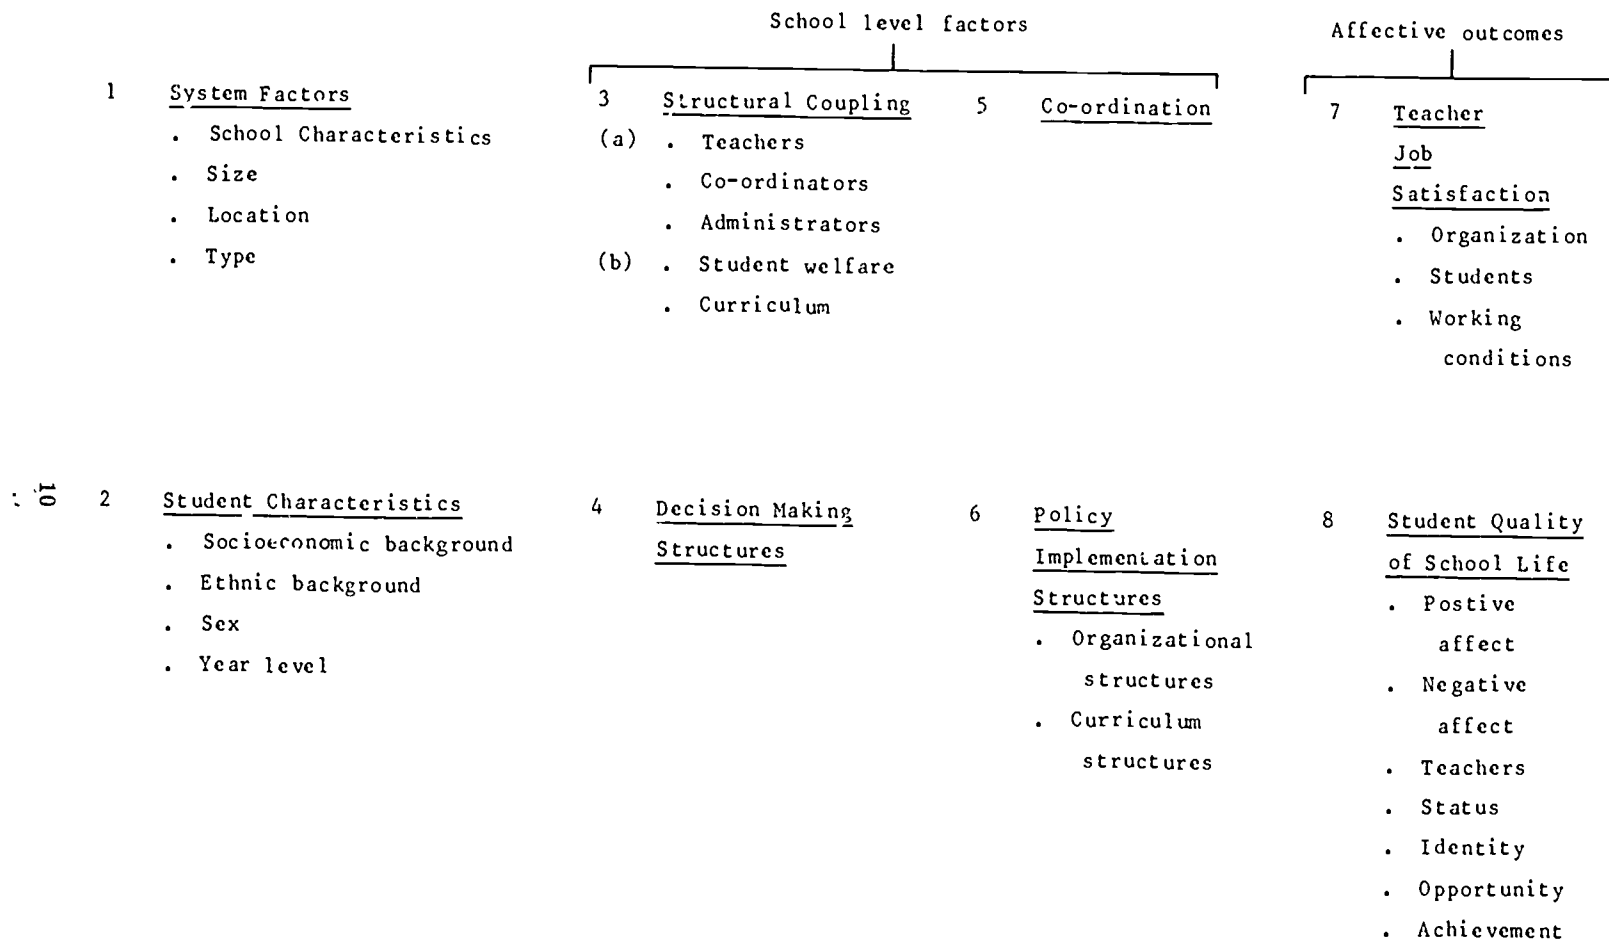 School level factors
Affective outcomes
1 System Factors
. School Characteristics
. Size
. Location
. Type
3 Structural Coupling
(a) . Teachers
. Co-ordinators
. Administrators
(b) . Student welfare
. Curriculum
5 Co-ordination
7 Teacher
Job
Satisfaction
. Organization
. Students
. Working
conditions
10
2 Student Characteristics
. Socioeconomic background
. Ethnic background
. Sex
. Year level
4 Decision Making
Structures
6 Policy
Implementation
Structures
. Organizational
structures
. Curriculum
structures
8 Student Quality
of School Life
. Postive
affect
. Negative
affect
. Teachers
. Status
. Identity
. Opportunity
. Achievement